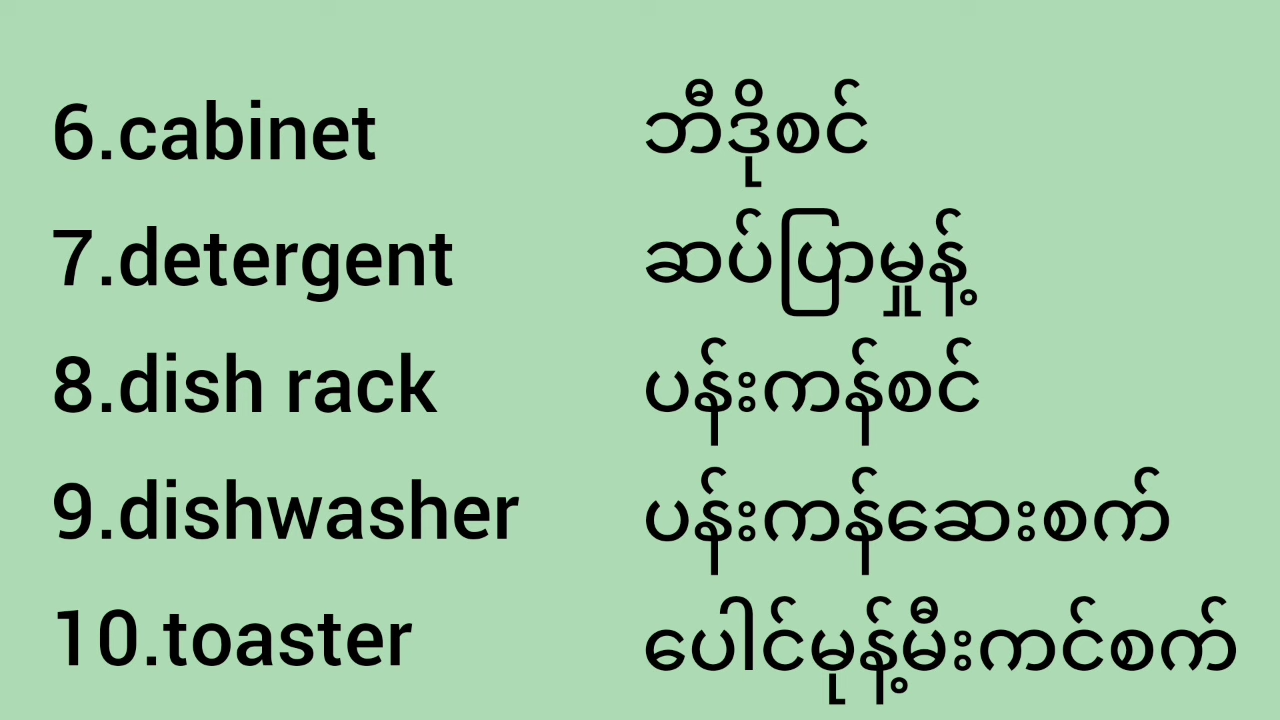 6.cabinet ဘီဒိုစင်
7.detergent ဆပ်ပြာမှုန့်
8.dish rack ပန်းကန်စင်
9.dishwasher ပန်းကန်ဆေးစက်
10.toaster ပေါင်မုန့်မီးကင်စက်